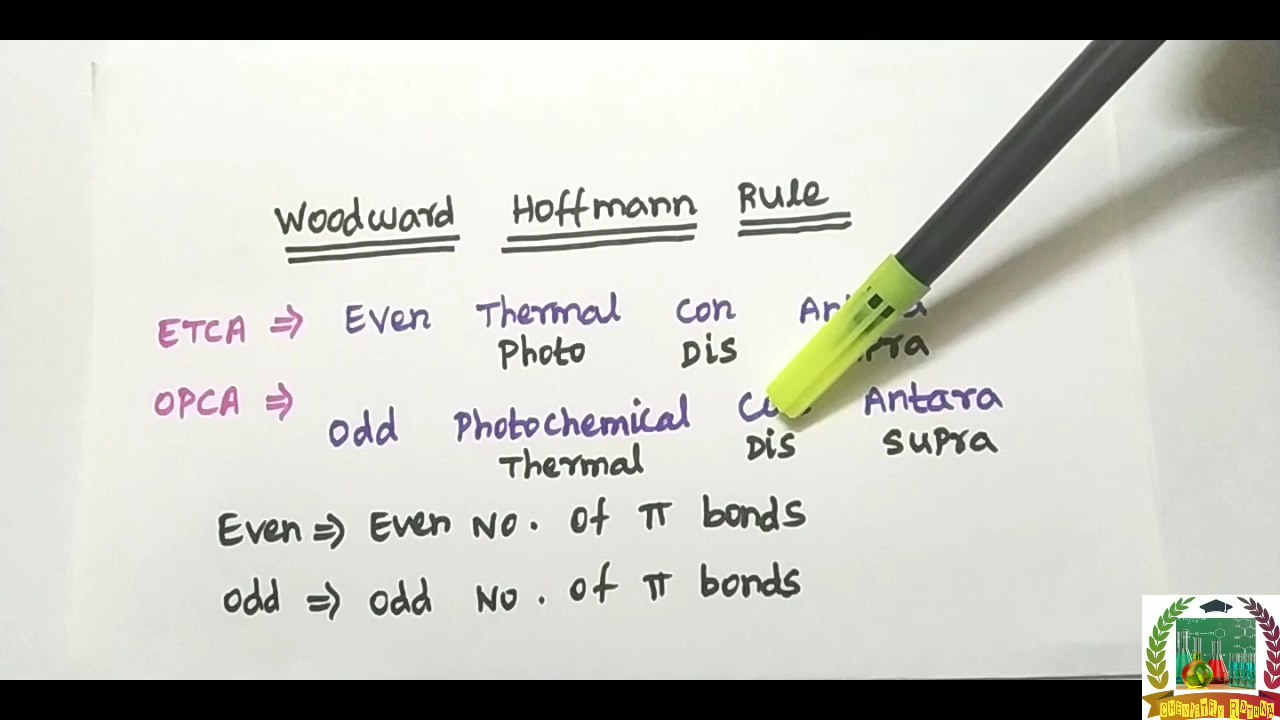 Woodward Hoffmann Rule
ETCA ⇒ Even Thermal Con
Photo Dis
OPCA ⇒ Odd Photochemical Antara
Thermal Dis Supra
Even ⇒ Even No. of π bonds
odd ⇒ odd No. of π bonds